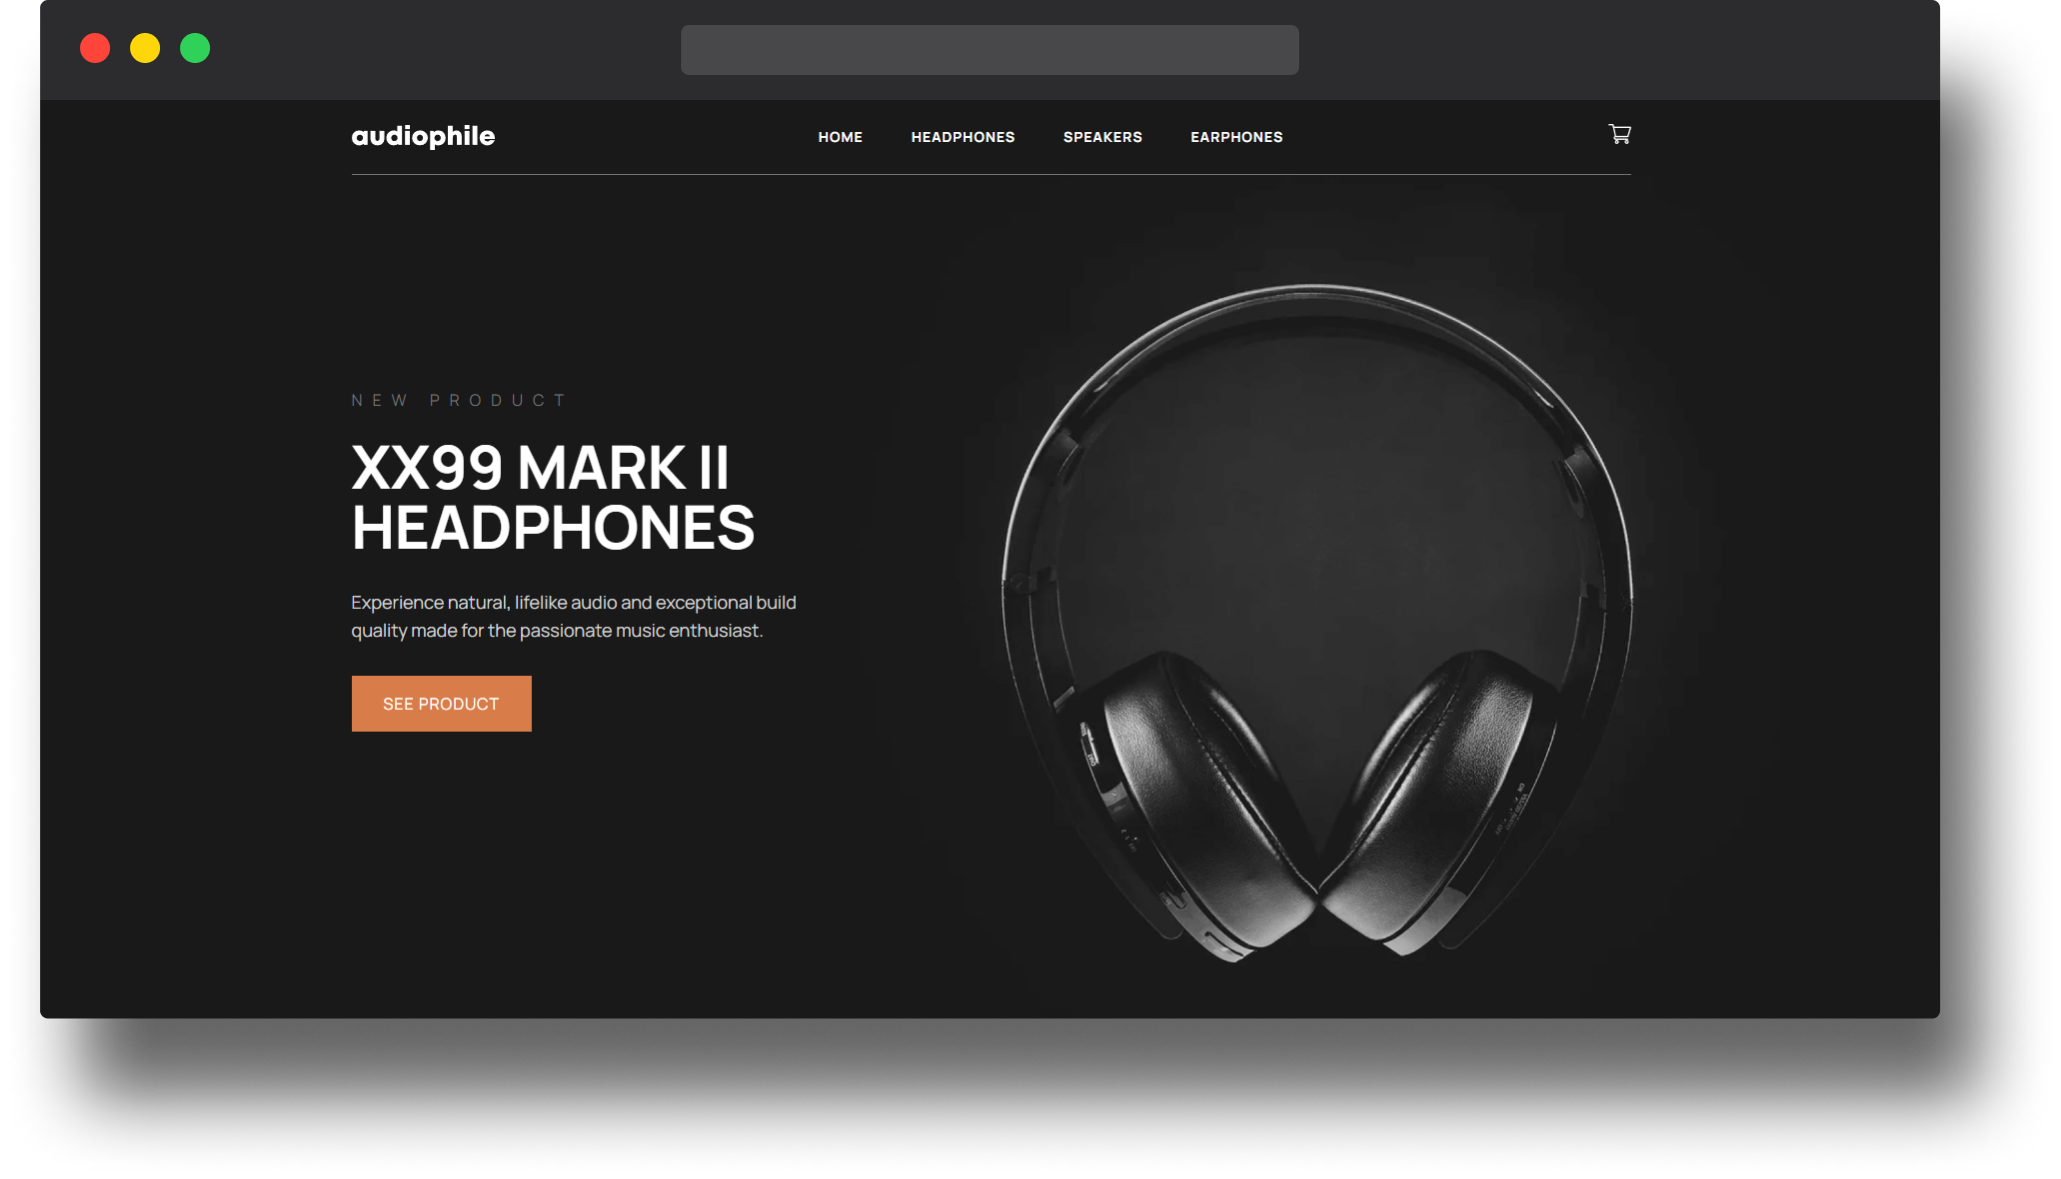 audiophile
HOME HEADPHONES SPEAKERS EARPHONES
NEW PRODUCT
XX99 MARK II
HEADPHONES
Experience natural, lifelike audio and exceptional build
quality made for the passionate music enthusiast.
SEE PRODUCT